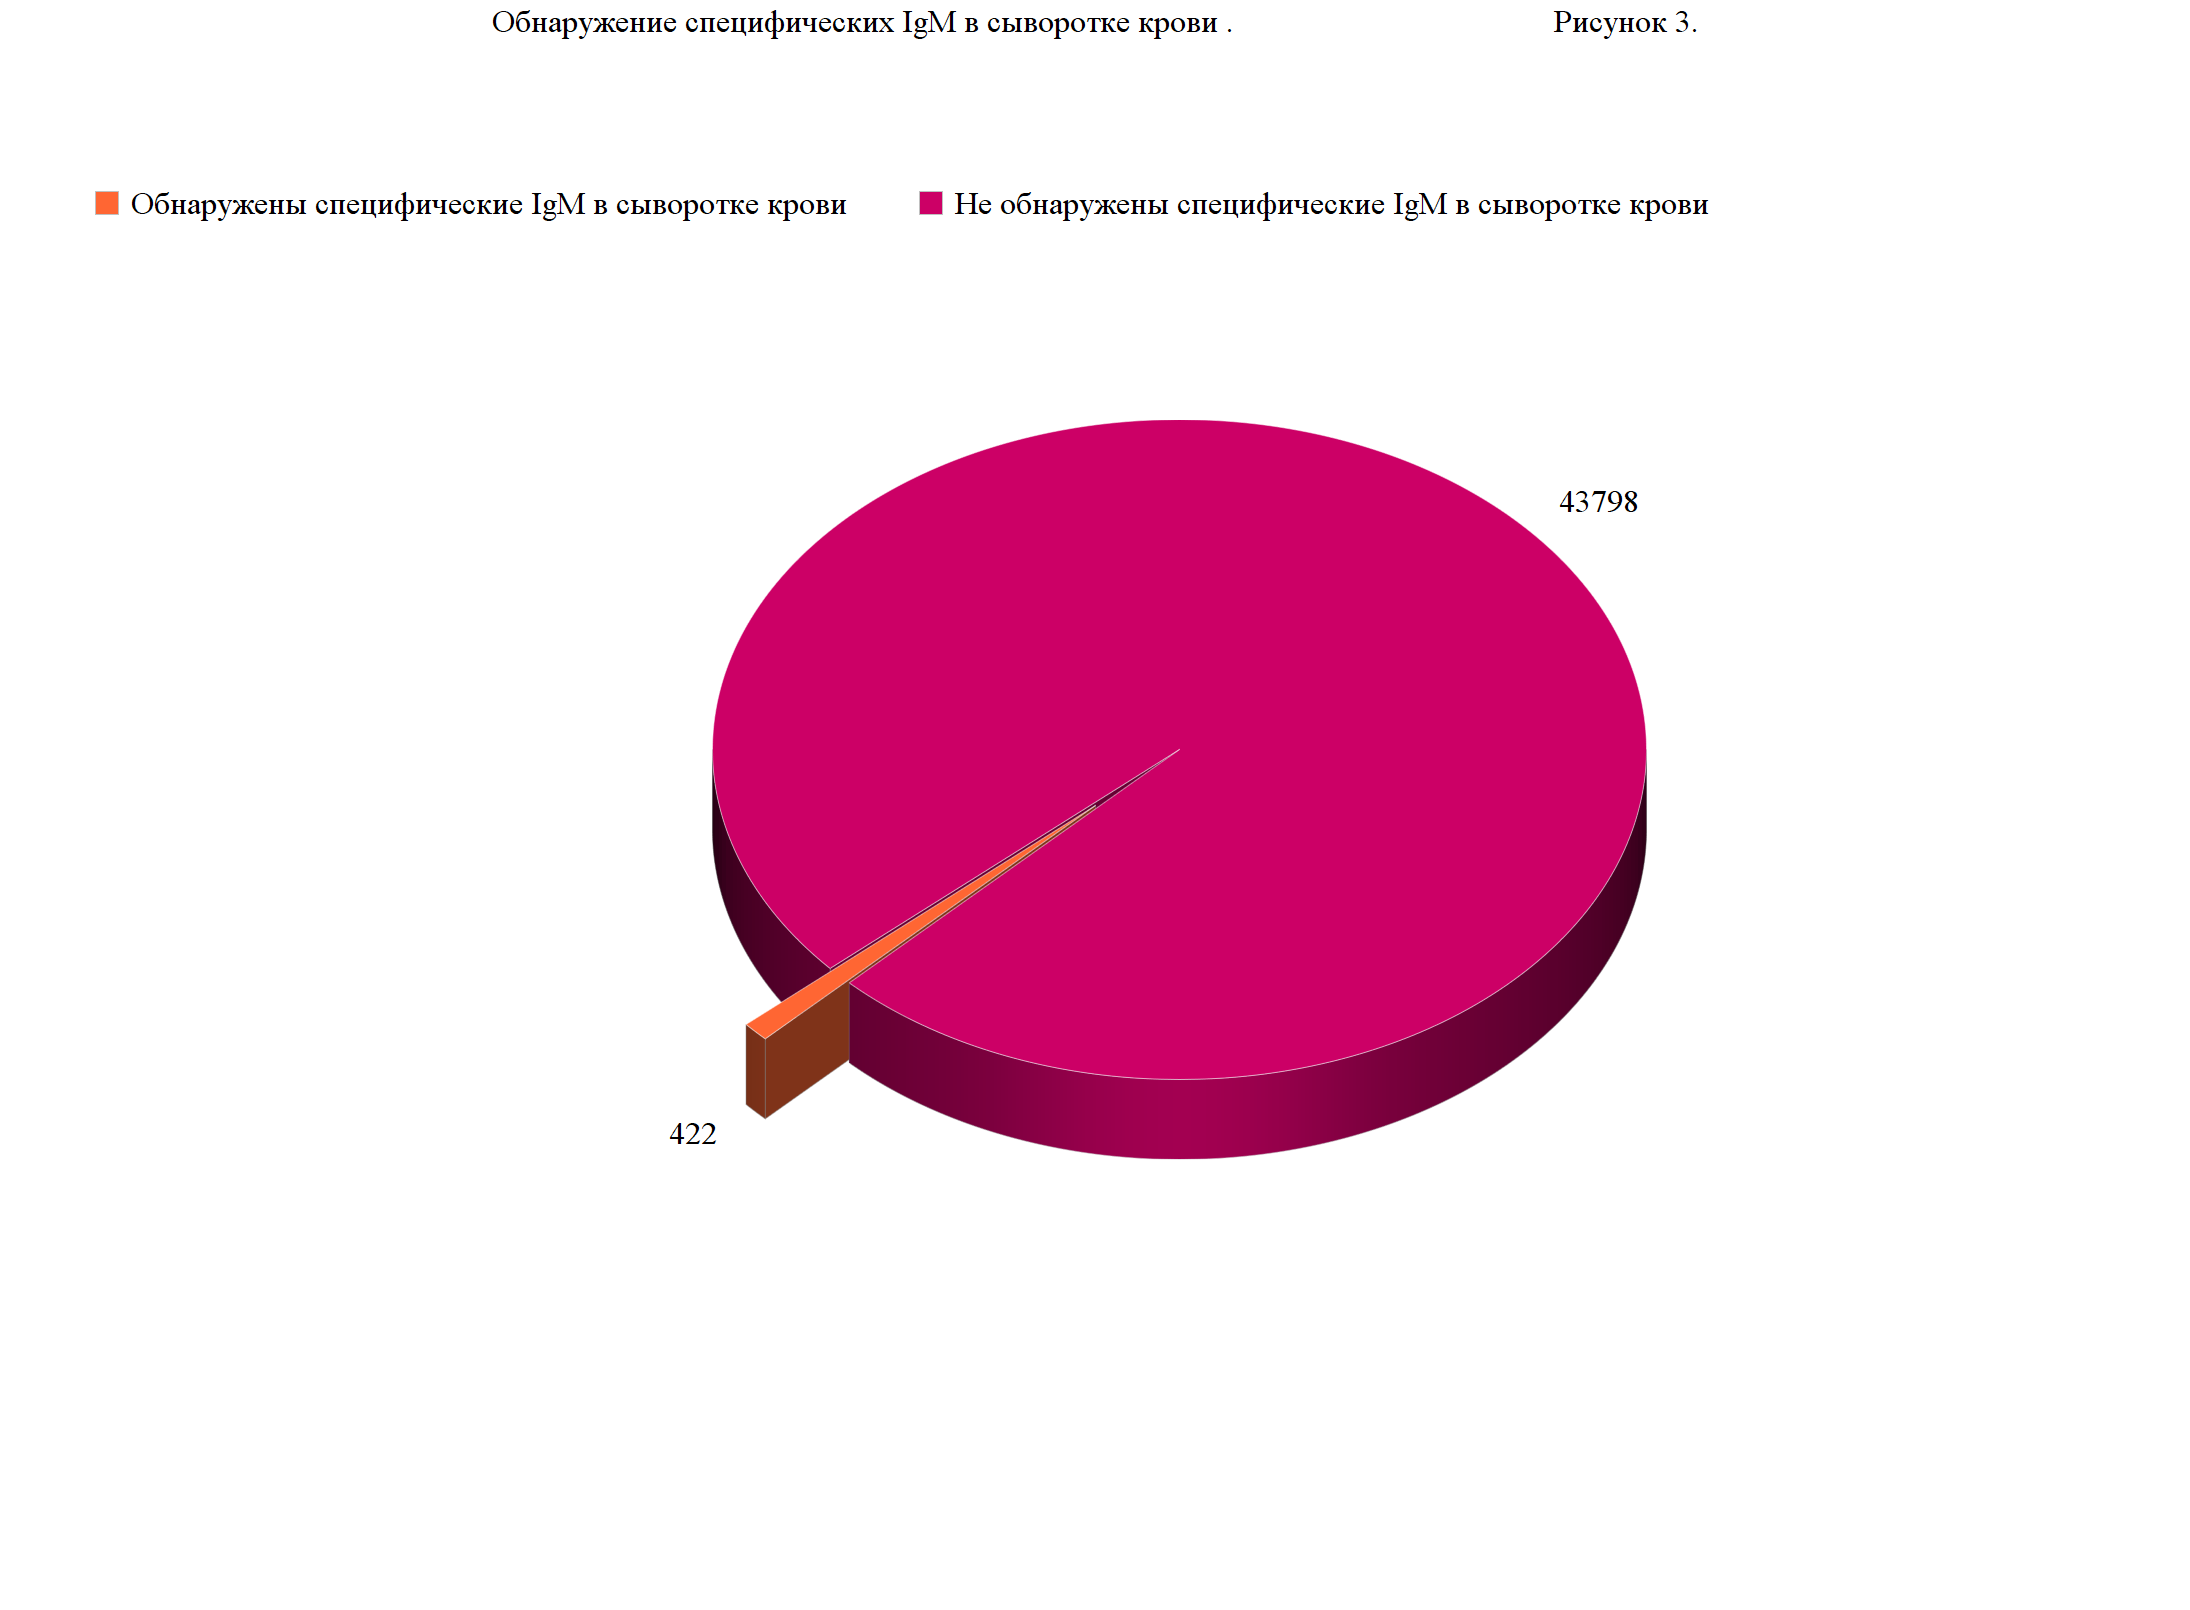 Обнаружение специфических IgM в сыворотке крови . Рисунок 3.
Обнаружены специфические IgM в сыворотке крови
Не обнаружены специфические IgM в сыворотке крови
43798
422